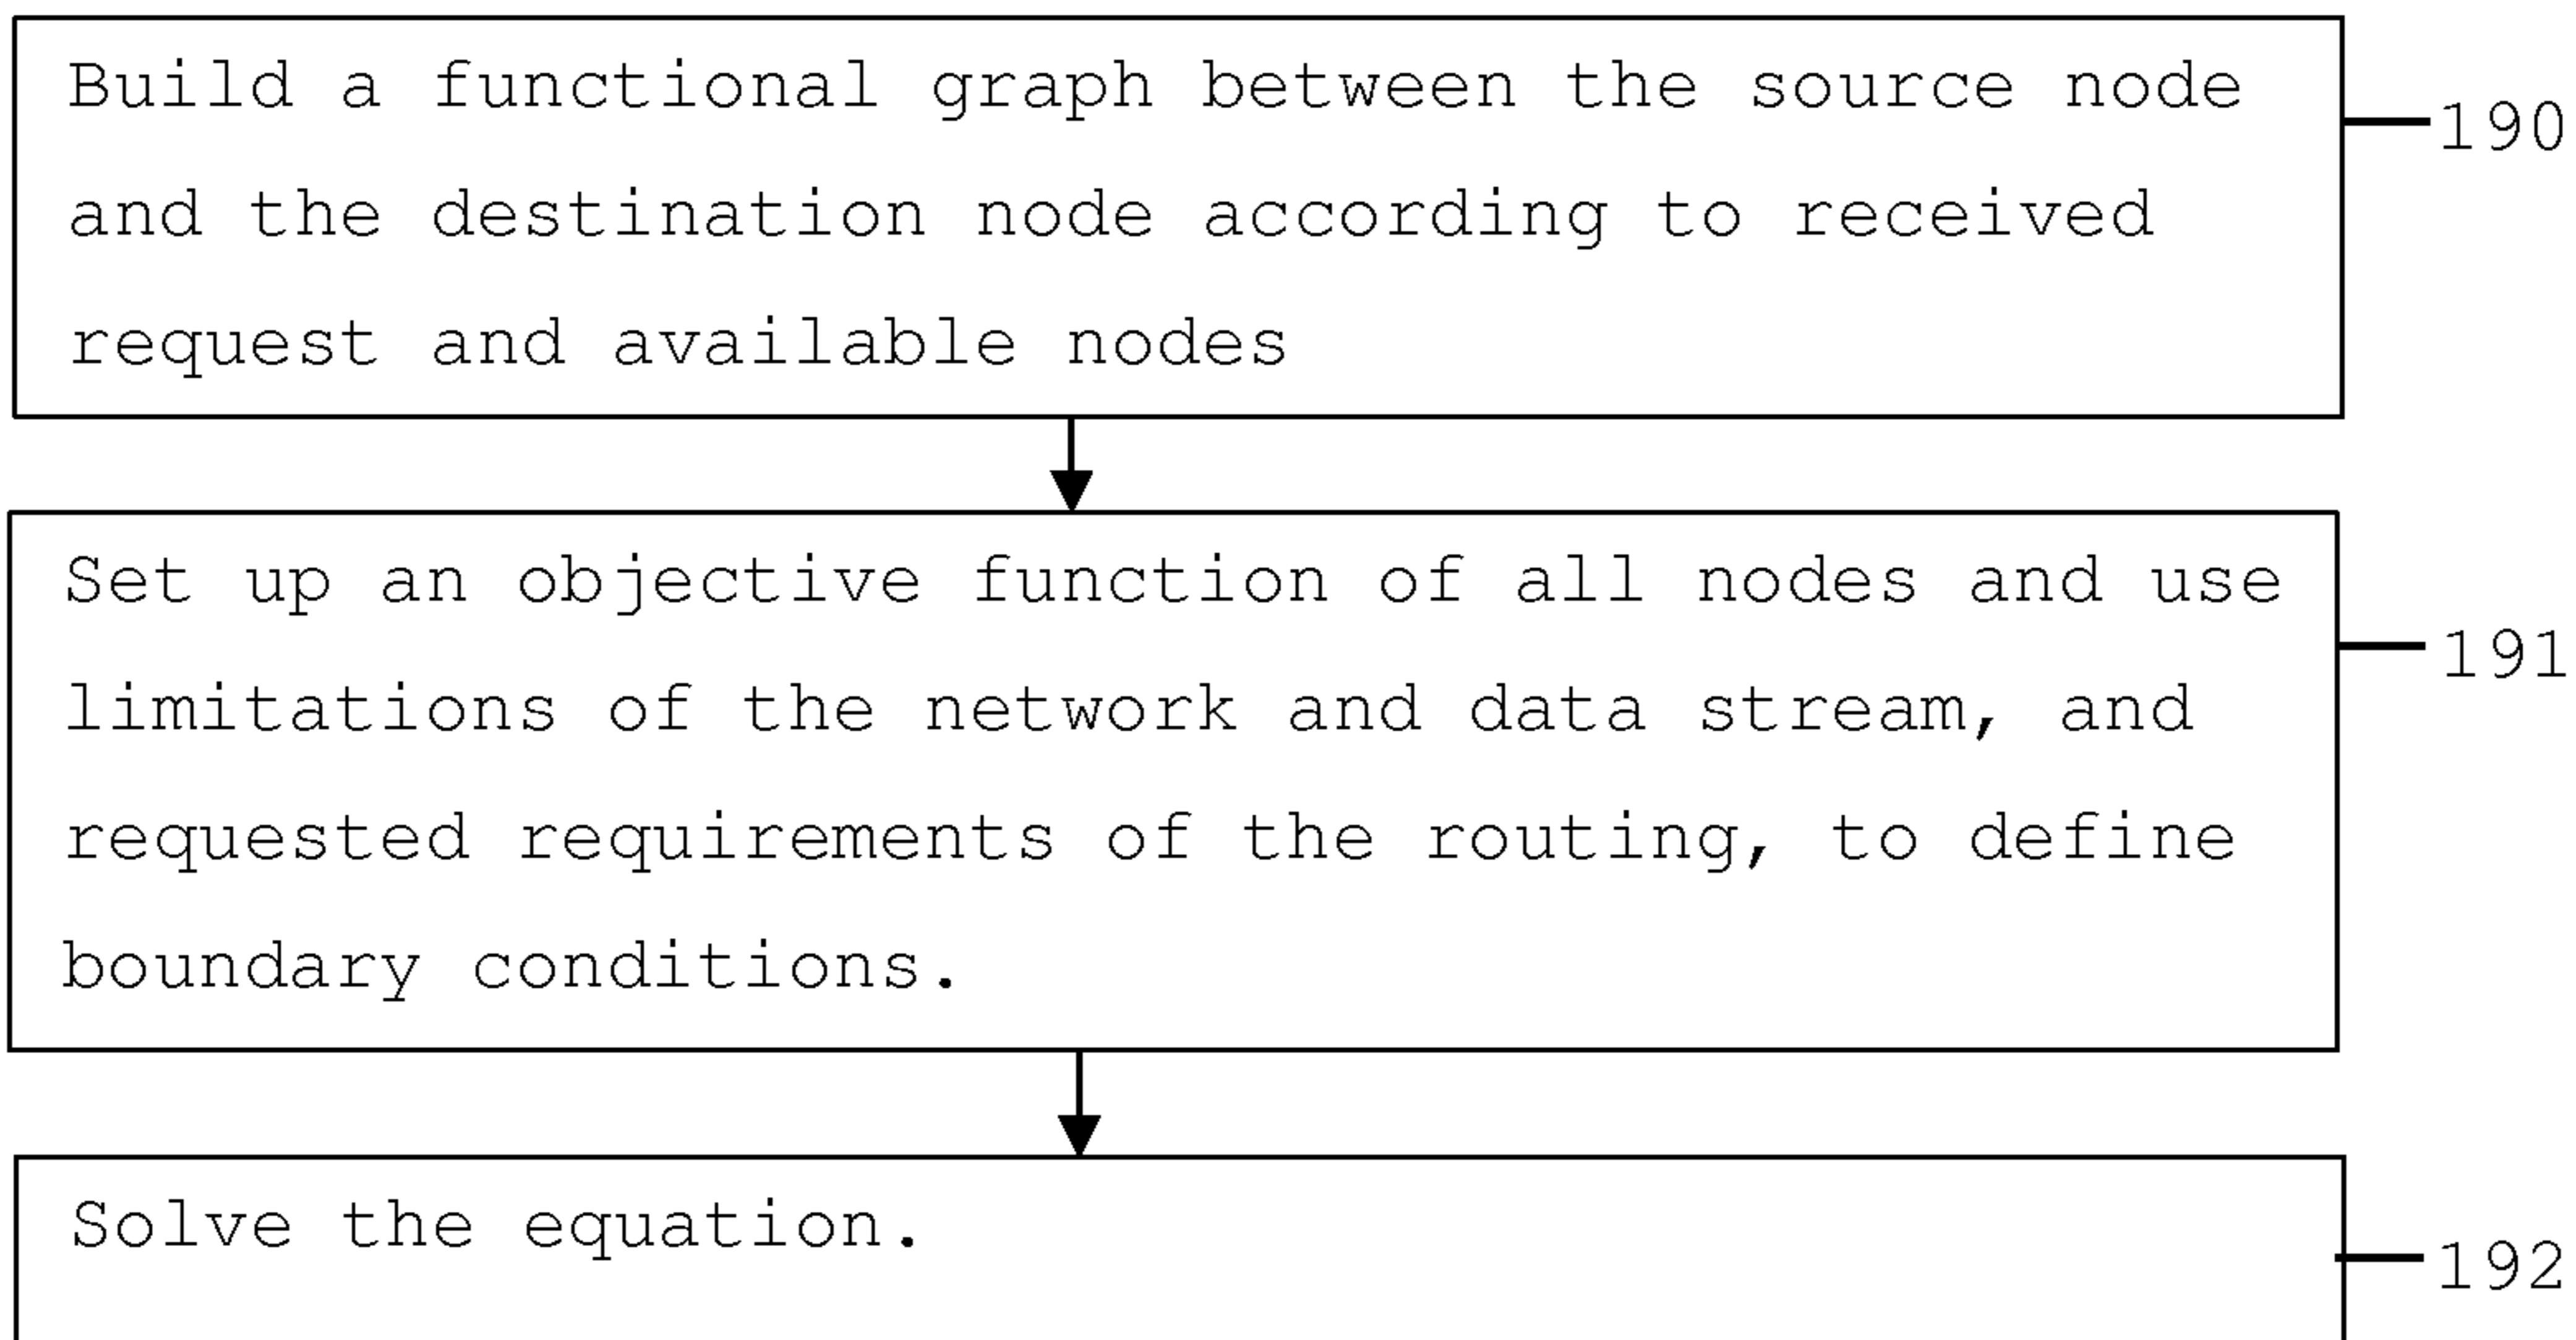 Build a functional graph between the source node
190
and the destination node according to received
request and available nodes
Set up an objective function of all nodes and use
191
limitations of the network and data stream, and
requested requirements of the routing, to define
boundary conditions.
Solve the equation.
192